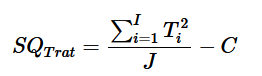 SQ_{Trat} = \frac{\sum_{i=1}^{I} T_i^2}{J} - C